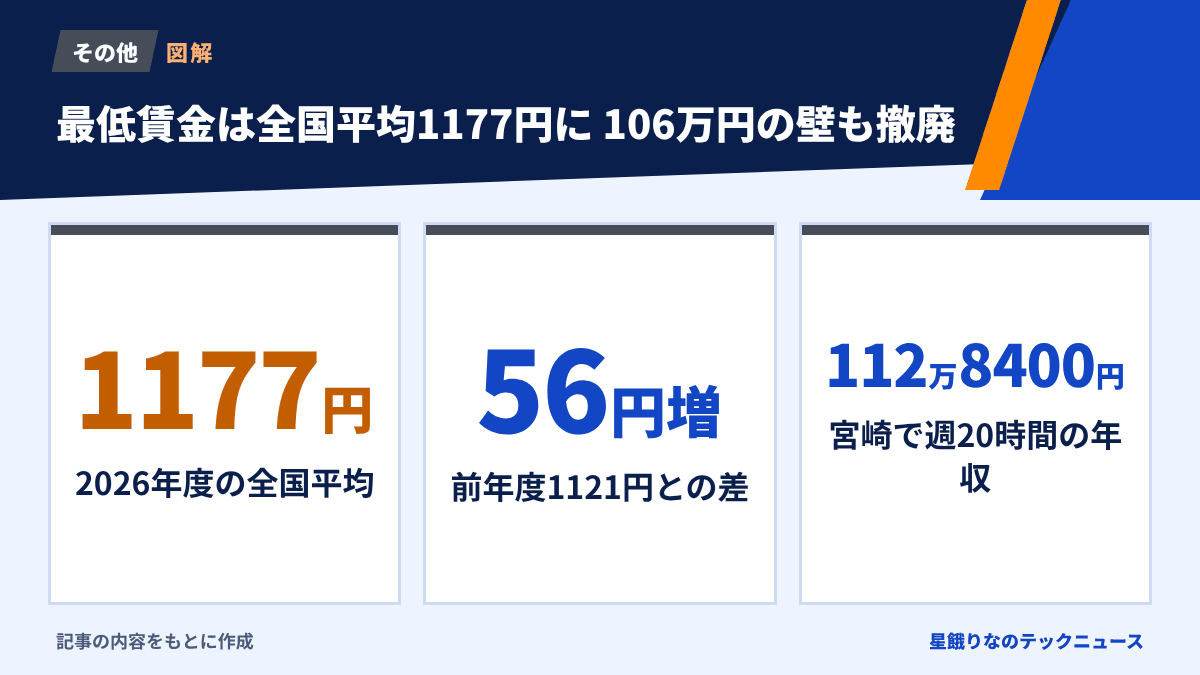 その他 図解
最低賃金は全国平均1177円に 106万円の壁も撤廃
1177円
2026年度の全国平均
56円増
前年度1121円との差
112万8400円
宮崎で週20時間の年
収
記事の内容をもとに作成
星餓りなのテックニュース